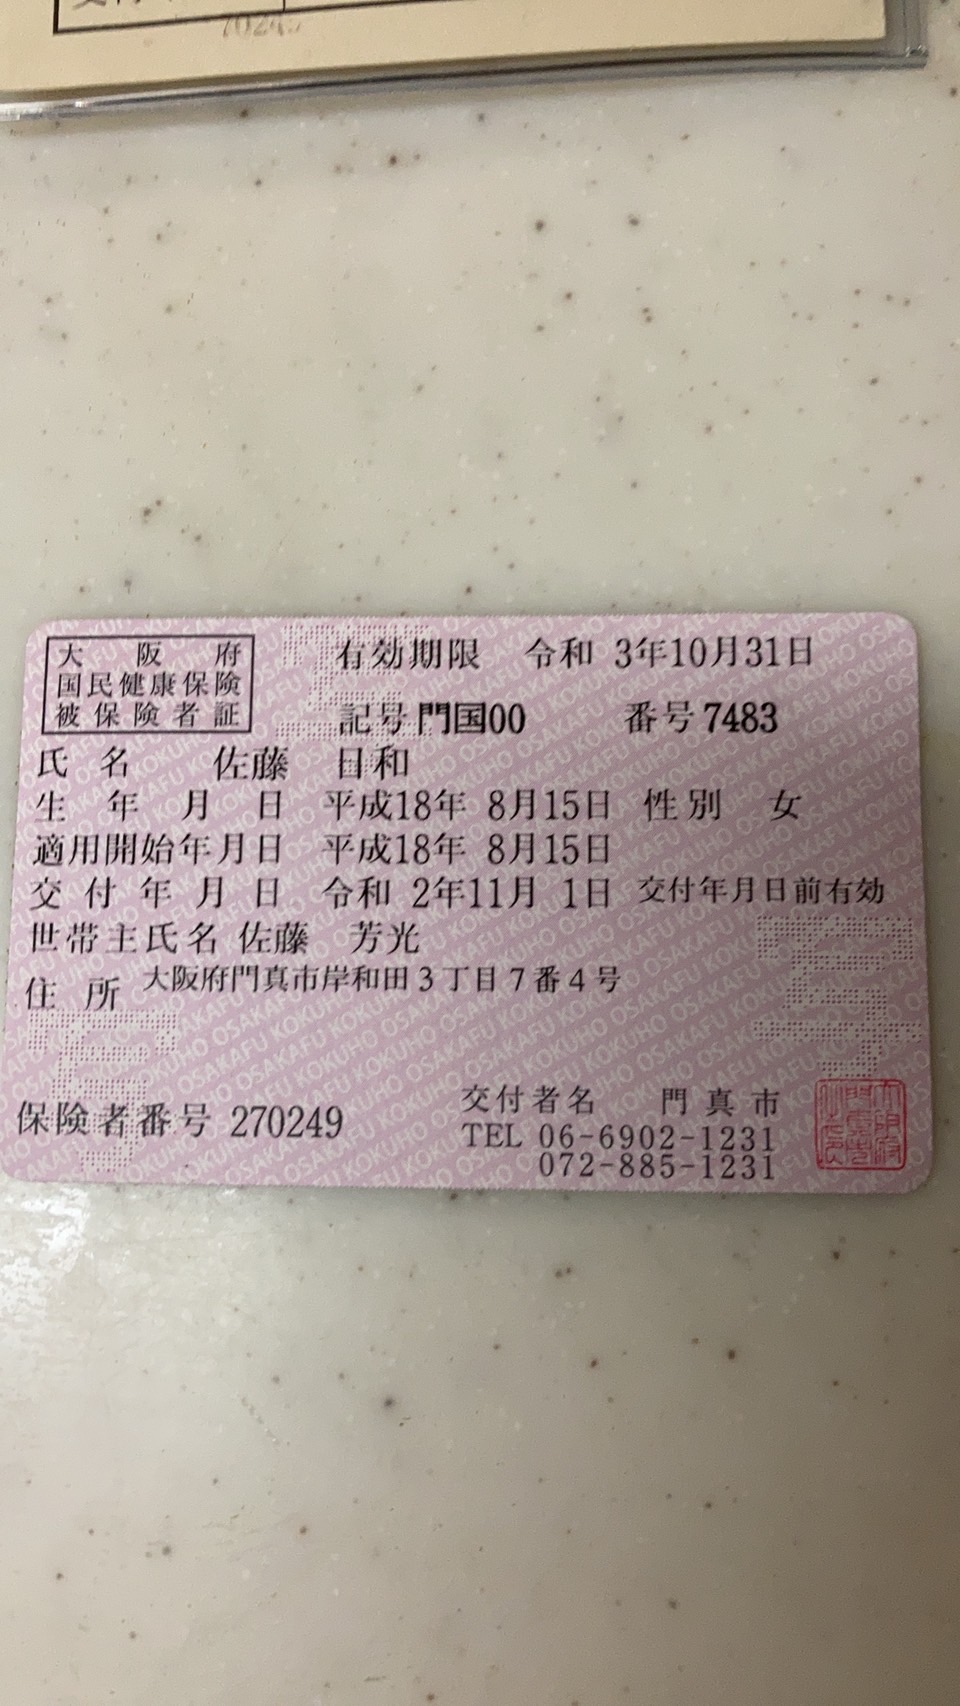 大阪府
国民健康保険
被保険者証
有効期限 令和 3年10月31日
記号 門国00 番号 7483
氏名 佐藤 日和
生年月日 平成18年 8月15日 性別 女
適用開始年月日 平成18年 8月15日
交付年月日 令和 2年11月 1日 交付年月日前有効
世帯主氏名 佐藤 芳光
住所 大阪府門真市岸和田3丁目7番4号
保険者番号 270249
交付者名 門真市
TEL 06-6902-1231
072-885-1231